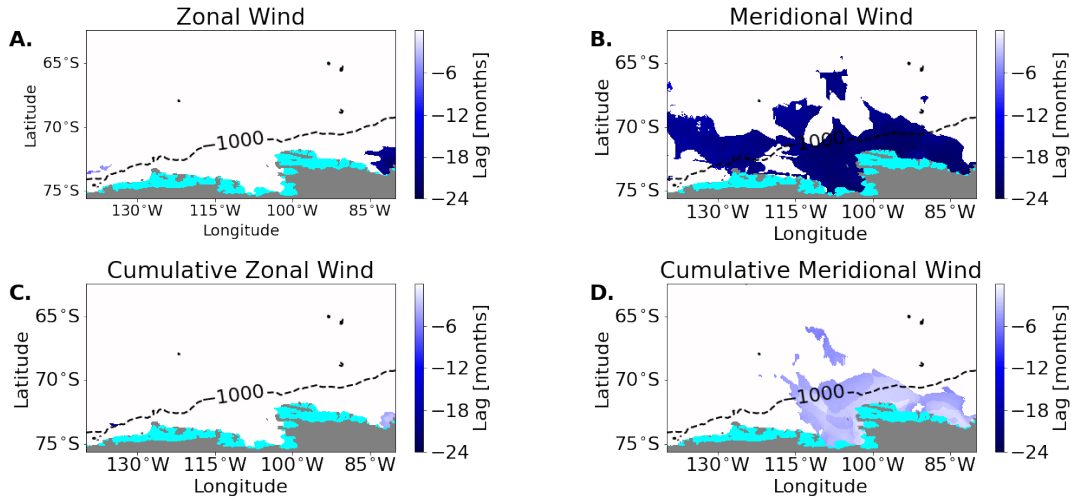 Zonal Wind
A.
65°S
70°S
75°S
Latitude
1000
130°W 115°W 100°W 85°W
Longitude
−6
−12
−18
−24
Lag [months]
Meridional Wind
B.
65°S
70°S
75°S
Latitude
1000
130°W 115°W 100°W 85°W
Longitude
−6
−12
−18
−24
Lag [months]
Cumulative Zonal Wind
C.
65°S
70°S
75°S
Latitude
1000
130°W 115°W 100°W 85°W
Longitude
−6
−12
−18
−24
Lag [months]
Cumulative Meridional Wind
D.
65°S
70°S
75°S
Latitude
1000
130°W 115°W 100°W 85°W
Longitude
−6
−12
−18
−24
Lag [months]